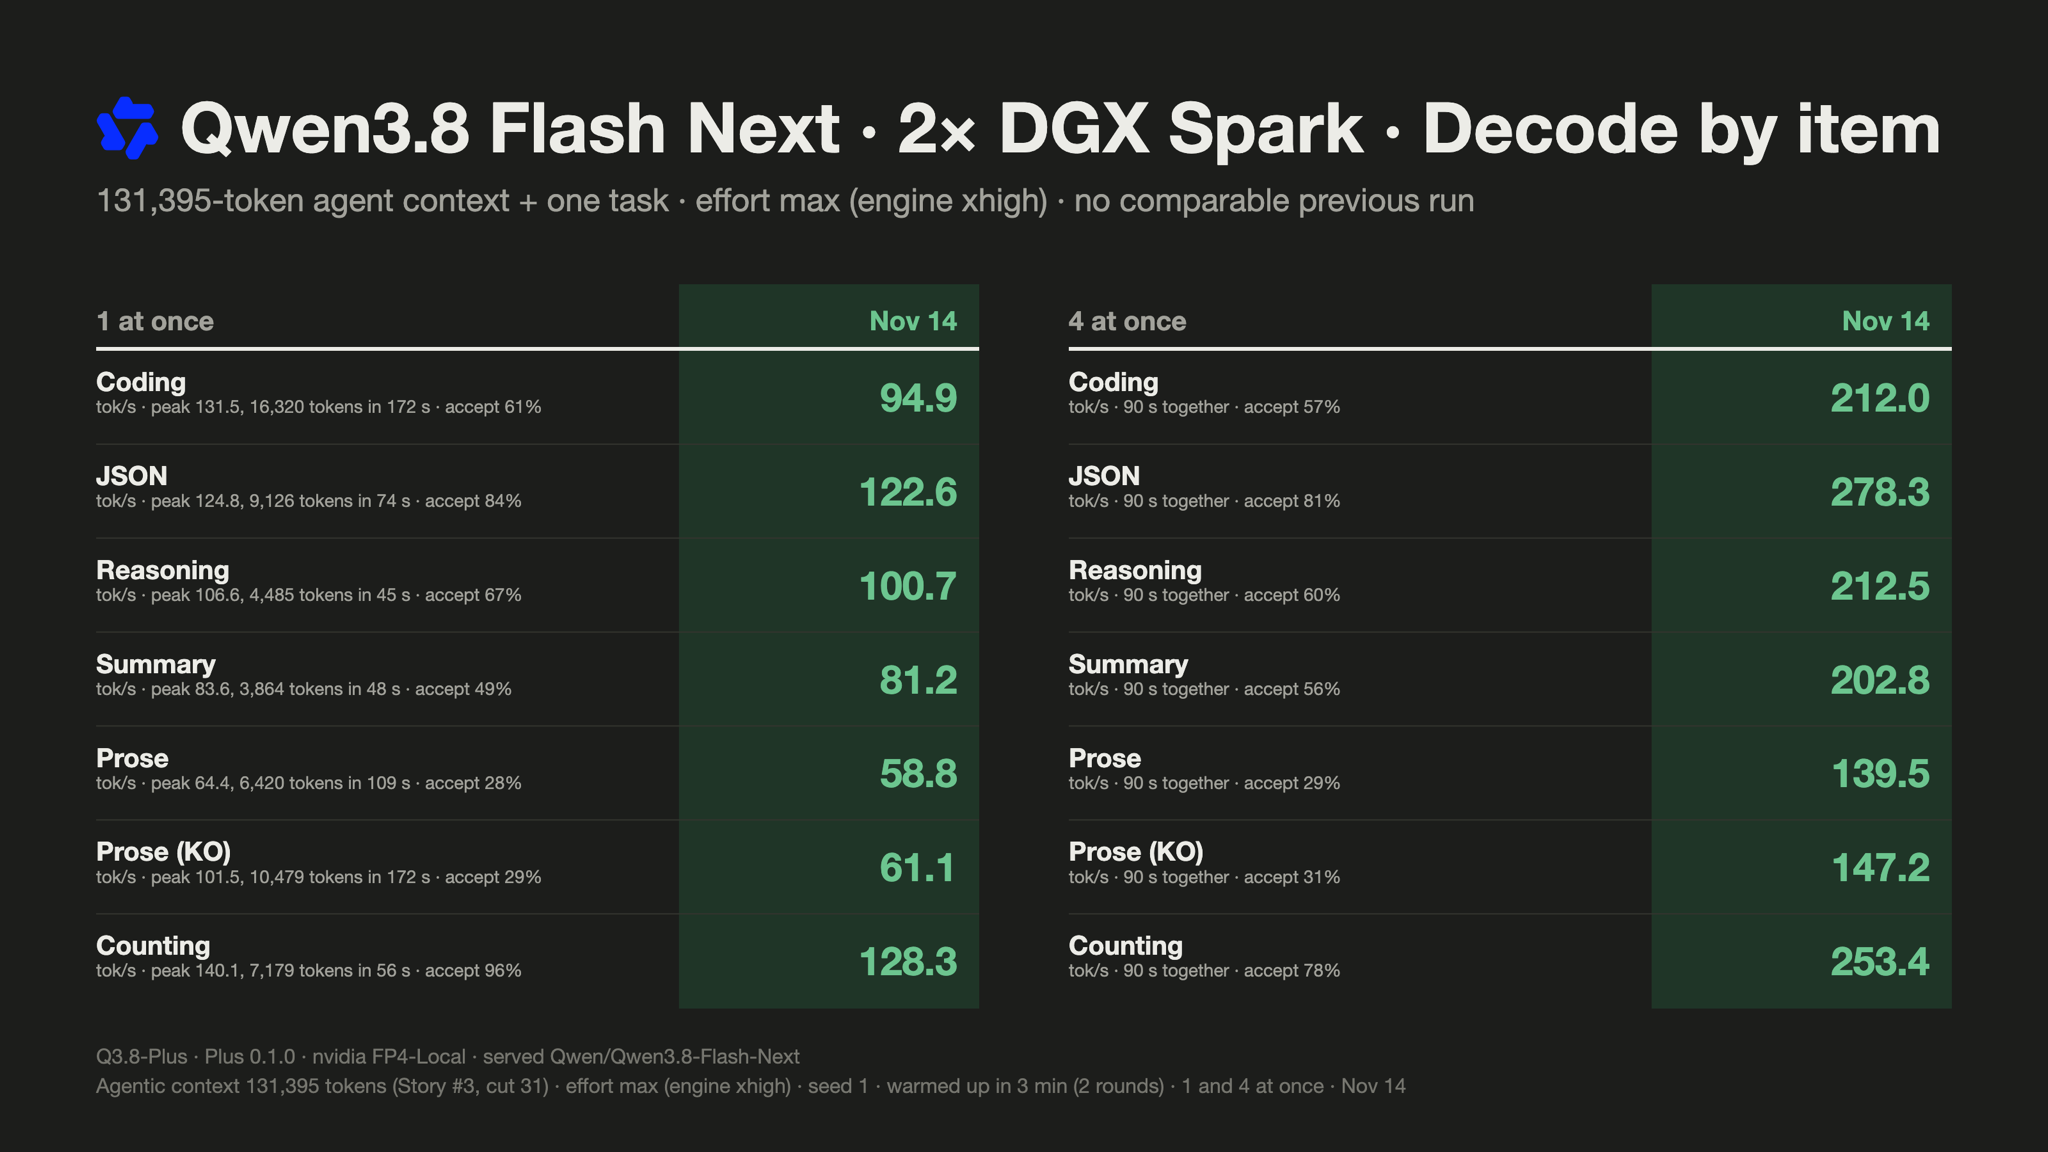 Qwen3.8 Flash Next · 2× DGX Spark · Decode by item
131,395-token agent context + one task · effort max (engine xhigh) · no comparable previous run
1 at once
Nov 14
Coding
tok/s · peak 131.5, 16,320 tokens in 172 s · accept 61%
94.9
JSON
tok/s · peak 124.8, 9,126 tokens in 74 s · accept 84%
122.6
Reasoning
tok/s · peak 106.6, 4,485 tokens in 45 s · accept 67%
100.7
Summary
tok/s · peak 83.6, 3,864 tokens in 48 s · accept 49%
81.2
Prose
tok/s · peak 64.4, 6,420 tokens in 109 s · accept 28%
58.8
Prose (KO)
tok/s · peak 101.5, 10,479 tokens in 172 s · accept 29%
61.1
Counting
tok/s · peak 140.1, 7,179 tokens in 56 s · accept 96%
128.3
4 at once
Nov 14
Coding
tok/s · 90 s together · accept 57%
212.0
JSON
tok/s · 90 s together · accept 81%
278.3
Reasoning
tok/s · 90 s together · accept 60%
212.5
Summary
tok/s · 90 s together · accept 56%
202.8
Prose
tok/s · 90 s together · accept 29%
139.5
Prose (KO)
tok/s · 90 s together · accept 31%
147.2
Counting
tok/s · 90 s together · accept 78%
253.4
Q3.8-Plus · Plus 0.1.0 · nvidia FP4-Local · served Qwen/Qwen3.8-Flash-Next
Agentic context 131,395 tokens (Story #3, cut 31) · effort max (engine xhigh) · seed 1 · warmed up in 3 min (2 rounds) · 1 and 4 at once · Nov 14